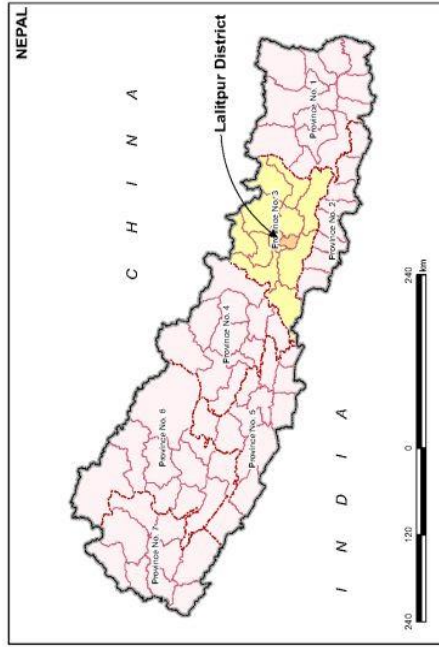 NEPAL
C H I N A
Lalitpur District
Province No. 7
Province No. 6
Province No. 4
Province No. 5
Province No. 3
Province No. 1
Province No. 2
I N D I A
240 120 0 240
km